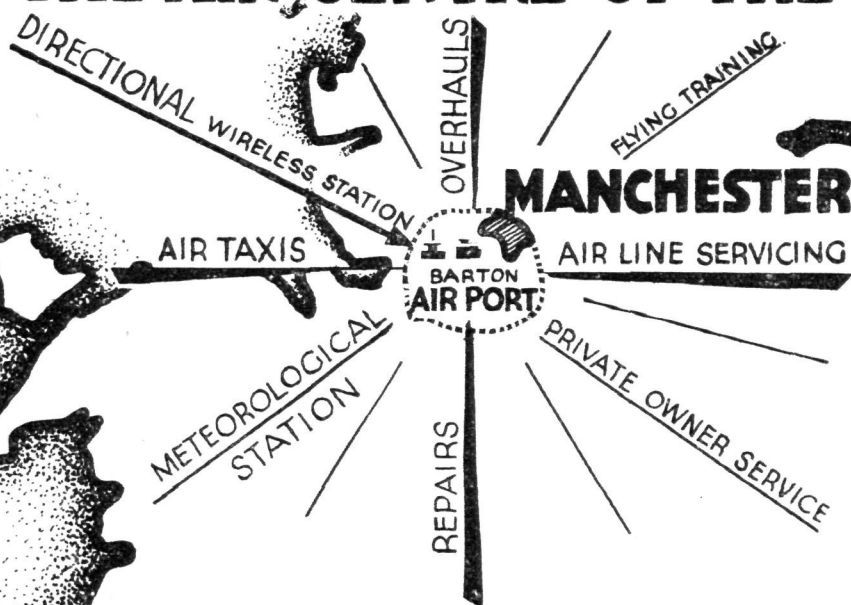 DIRECTIONAL WIRELESS STATION
OVERHAULS
FLYING TRAINING
MANCHESTER
AIR TAXIS
AIR LINE SERVICING
BARTON
AIR PORT
METEOROLOGICAL
STATION
REPAIRS
PRIVATE OWNER SERVICE